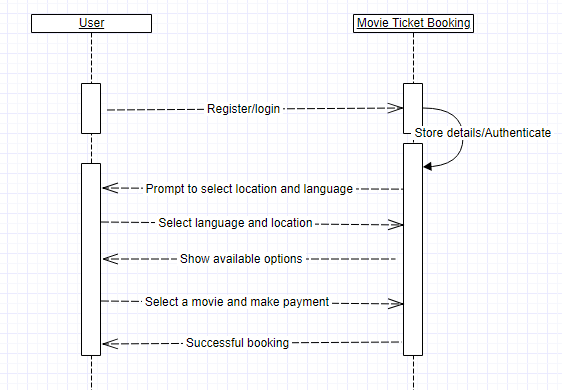 User
Movie Ticket Booking
Register/login
Store details/Authenticate
Prompt to select location and language
Select language and location
Show available options
Select a movie and make payment
Successful booking